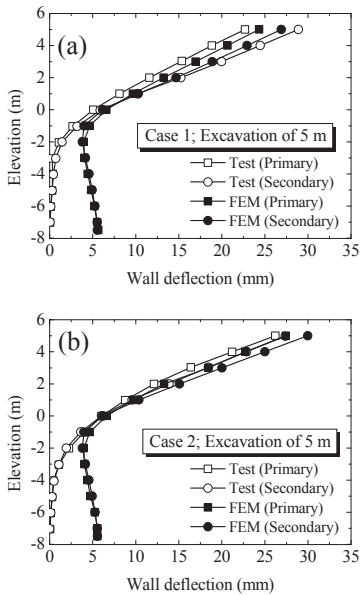 (a)
6
4
2
0
-2
-4
-6
-8
Elevation (m)
Case 1; Excavation of 5 m
Test (Primary)
Test (Secondary)
FEM (Primary)
FEM (Secondary)
0 5 10 15 20 25 30 35
Wall deflection (mm)
(b)
6
4
2
0
-2
-4
-6
-8
Elevation (m)
Case 2; Excavation of 5 m
Test (Primary)
Test (Secondary)
FEM (Primary)
FEM (Secondary)
0 5 10 15 20 25 30 35
Wall deflection (mm)